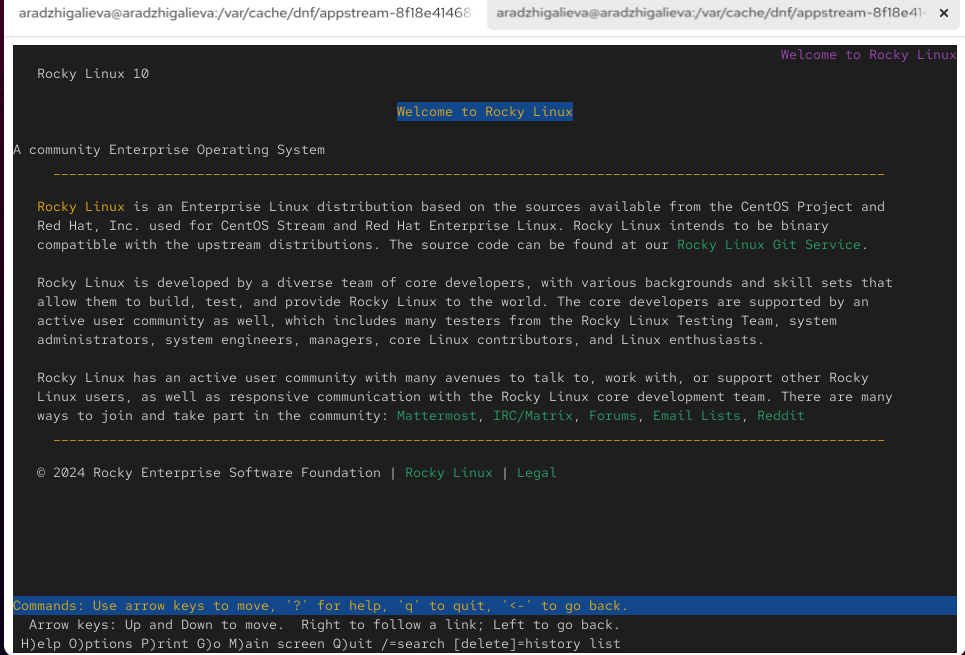 aradzhigalieva@aradzhigalieva:/var/cache/dnf/appstream-8f18e41468
aradzhigalieva@aradzhigalieva:/var/cache/dnf/appstream-8f18e414
Welcome to Rocky Linux
Rocky Linux 10
Welcome to Rocky Linux
A community Enterprise Operating System
Rocky Linux is an Enterprise Linux distribution based on the sources available from the CentOS Project and
Red Hat, Inc. used for CentOS Stream and Red Hat Enterprise Linux. Rocky Linux intends to be binary
compatible with the upstream distributions. The source code can be found at our Rocky Linux Git Service.
Rocky Linux is developed by a diverse team of core developers, with various backgrounds and skill sets that
allow them to build, test, and provide Rocky Linux to the world. The core developers are supported by an
active user community as well, which includes many testers from the Rocky Linux Testing Team, system
administrators, system engineers, managers, core Linux contributors, and Linux enthusiasts.
Rocky Linux has an active user community with many avenues to talk to, work with, or support other Rocky
Linux users, as well as responsive communication with the Rocky Linux core development team. There are many
ways to join and take part in the community: Mattermost, IRC/Matrix, Forums, Email Lists, Reddit
© 2024 Rocky Enterprise Software Foundation | Rocky Linux | Legal
Commands: Use arrow keys to move, '?' for help, 'q' to quit, '<-' to go back.
Arrow keys: Up and Down to move. Right to follow a link; Left to go back.
H)elp O)ptions P)rint G)o M)ain screen Q)uit /=search [delete]=history list